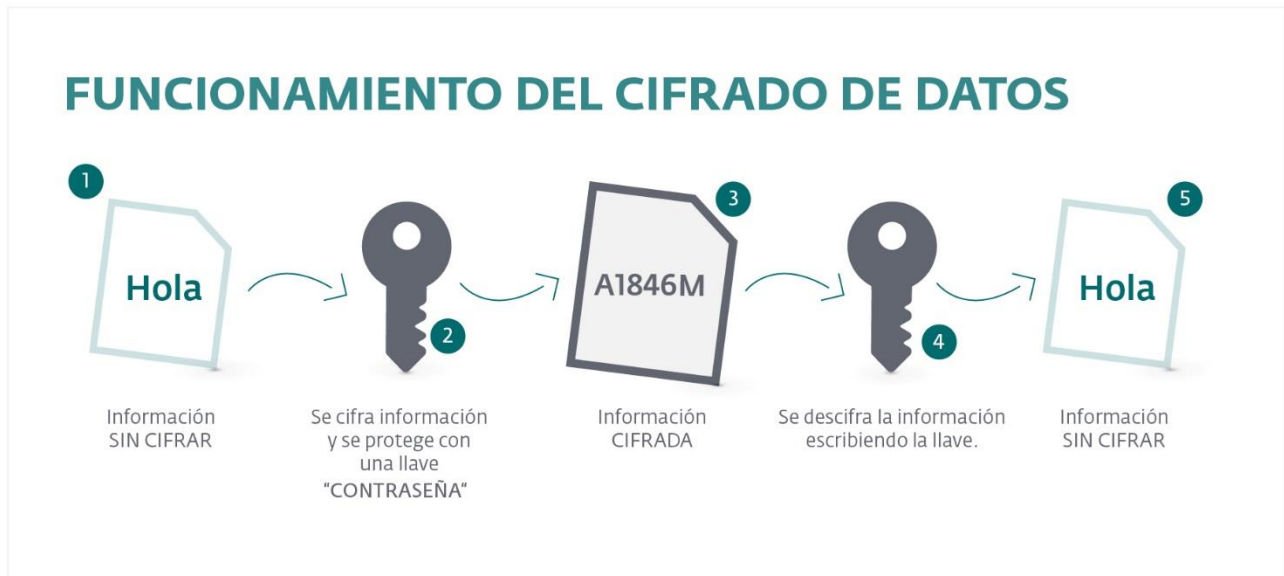 FUNCIONAMIENTO DEL CIFRADO DE DATOS
1
Hola
Información
SIN CIFRAR
2
Se cifra información
y se protege con
una llave
"CONTRASEÑA"
3
A1846M
Información
CIFRADA
4
Se descifra la información
escribiendo la llave.
5
Hola
Información
SIN CIFRAR